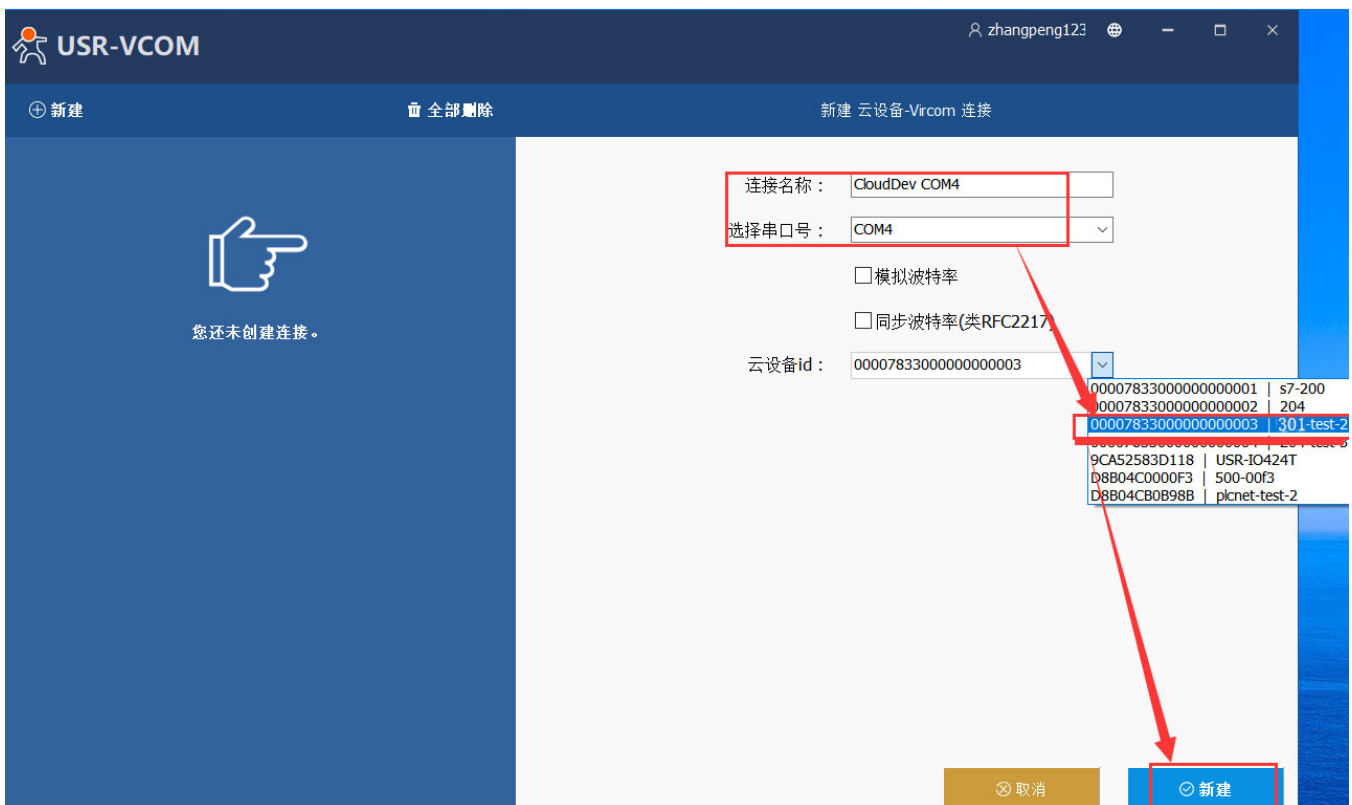 USR-VCOM
zhangpeng123
新建
全部删除
新建 云设备-Vircom 连接
连接名称：
CloudDev COM4
选择串口号：
COM4
模拟波特率
您还未创建连接。
同步波特率(类RFC2217)
云设备id：
00007833000000000003
00007833000000000001 | s7-200
00007833000000000002 | 204
00007833000000000003 | 301-test-2
9CA52583D118 | USR-IO424T
D8B04C0000F3 | 500-00f3
D8B04CB0B98B | plcnet-test-2
取消
新建